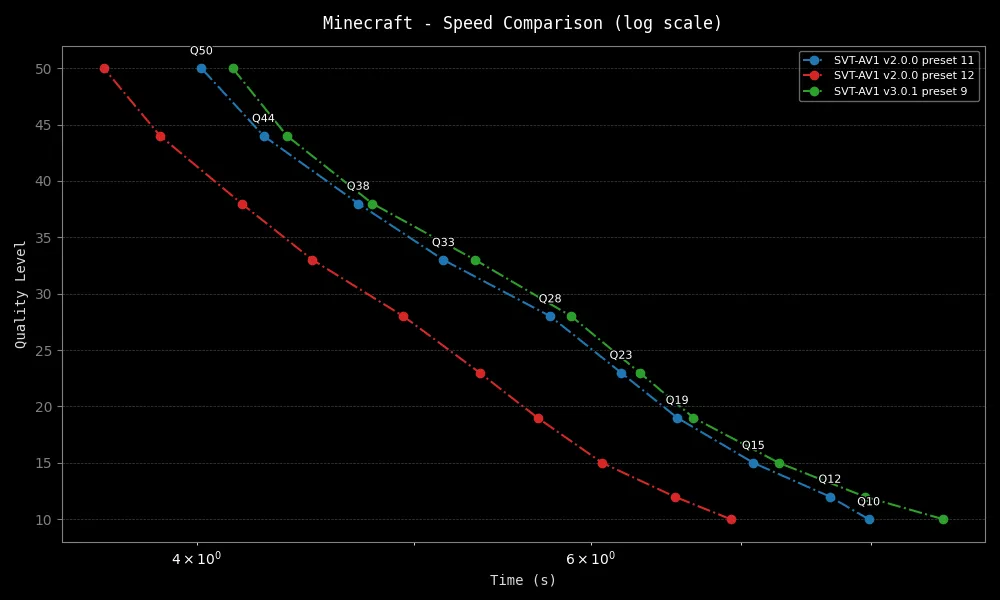 Minecraft - Speed Comparison (log scale)
SVT-AV1 v2.0.0 preset 11
SVT-AV1 v2.0.0 preset 12
SVT-AV1 v3.0.1 preset 9
Quality Level
50
45
40
35
30
25
20
15
10
Q50
Q44
Q38
Q33
Q28
Q23
Q19
Q15
Q12
Q10
4 × 10⁰
6 × 10⁰
Time (s)